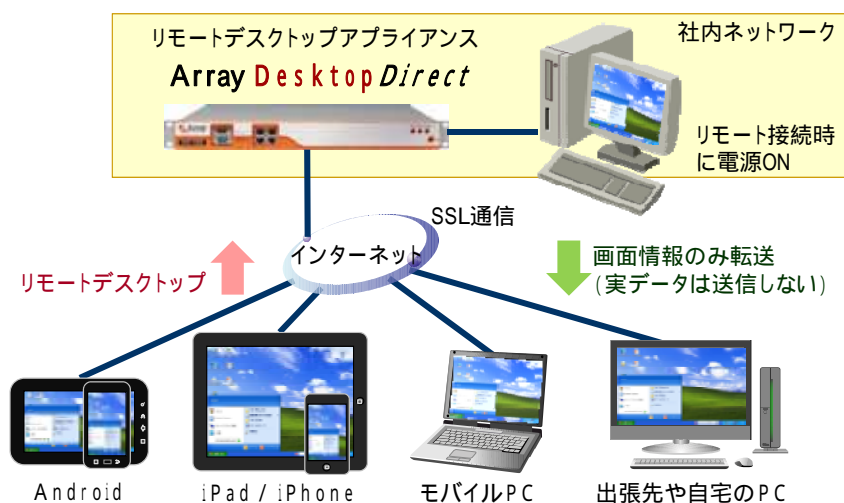 リモートデスクトップアプライアンス
Array DesktopDirect
社内ネットワーク
リモート接続時
に電源ON
SSL通信
インターネット
リモートデスクトップ
画面情報のみ転送
(実データは送信しない)
Android
iPad / iPhone
モバイルPC
出張先や自宅のPC